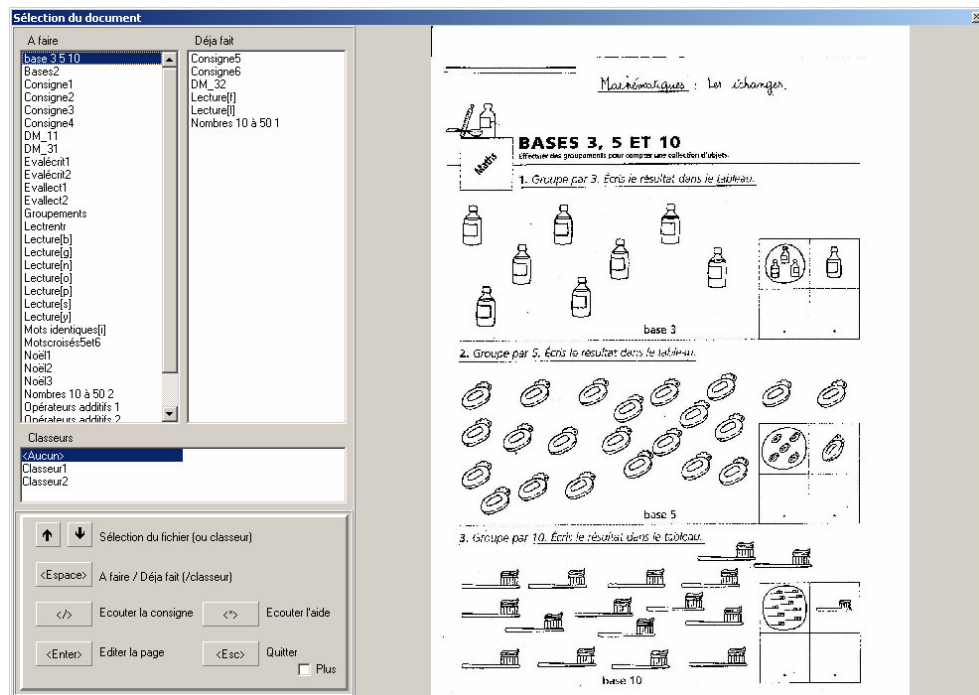 Sélection du document
A faire
base 3 5 10
Bases2
Consigne1
Consigne2
Consigne3
Consigne4
DM_11
DM_31
Evalécrit1
Evalécrit2
Evallect1
Evallect2
Groupements
Lectrentr
Lecture[b]
Lecture[g]
Lecture[n]
Lecture[o]
Lecture[p]
Lecture[s]
Lecture[y]
Mots identiques[i]
Motscroisés5et6
Noël1
Noël2
Noël3
Nombres 10 à 50 2
Opérateurs additifs 1
Opérateurs additifs 2
Déja fait
Consigne5
Consigne6
DM_32
Lecture[f]
Lecture[l]
Nombres 10 à 50 1
Classeurs
<Aucun>
Classeur1
Classeur2
Sélection du fichier (ou classeur)
<Espace> A faire / Déja fait (/classeur)
</> Ecouter la consigne <*> Ecouter l'aide
<Enter> Editer la page <Esc> Quitter
Plus
Mathématiques : Les échanges.
Maths
BASES 3, 5 ET 10
Effectuer des groupements pour compter une collection d'objets.
1. Groupe par 3. Écris le résultat dans le tableau.
base 3
2. Groupe par 5. Écris le résultat dans le tableau.
base 5
3. Groupe par 10. Écris le résultat dans le tableau.
base 10